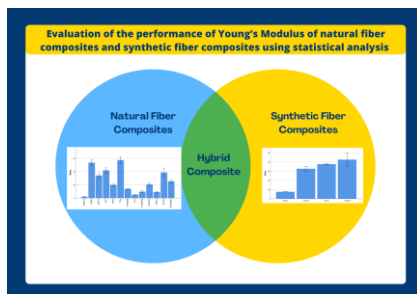 Evaluation of the performance of Young's Modulus of natural fiber
composites and synthetic fiber composites using statistical analysis
Natural Fiber
Composites
Synthetic Fiber
Composites
Hybrid
Composite